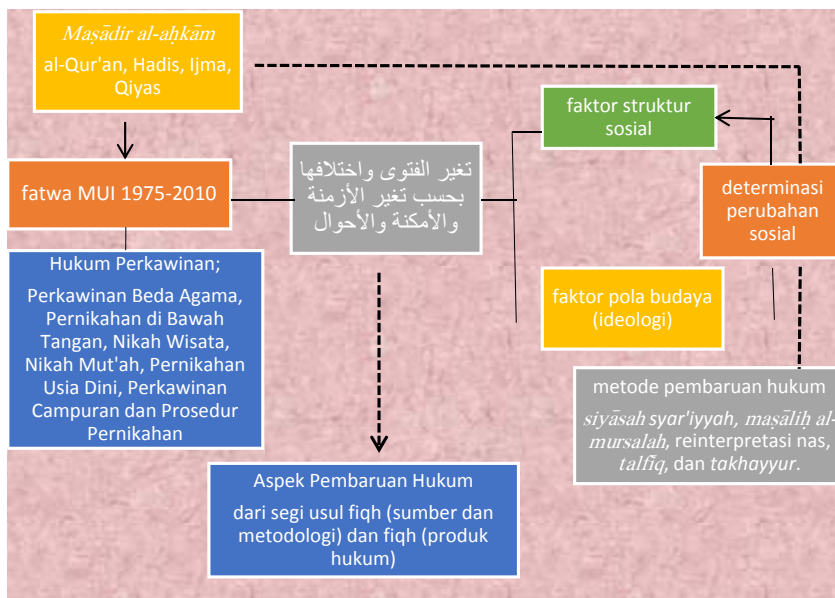 Maṣādir al-aḥkām
al-Qur'an, Hadis, Ijma,
Qiyas
fatwa MUI 1975-2010
Hukum Perkawinan;
Perkawinan Beda Agama,
Pernikahan di Bawah
Tangan, Nikah Wisata,
Nikah Mut'ah, Pernikahan
Usia Dini, Perkawinan
Campuran dan Prosedur
Pernikahan
تغير الفتوى واختلافها
بحسب تغير الأزمنة
والأمكنة والأحوال
faktor struktur
sosial
determinasi
perubahan
sosial
faktor pola budaya
(ideologi)
metode pembaruan hukum
siyāsah syar'iyyah, maṣāliḥ al-
mursalah, reinterpretasi nas,
talfīq, dan takhayyur.
Aspek Pembaruan Hukum
dari segi usul fiqh (sumber dan
metodologi) dan fiqh (produk
hukum)